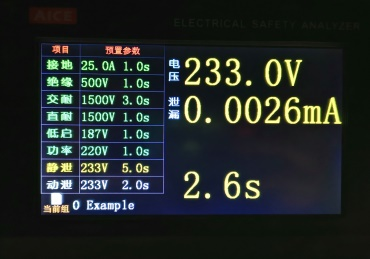 AICE
ELECTRICAL SAFETY ANALYZER
项目 预置参数
接地 25.0A 1.0s
绝缘 500V 1.0s
交耐 1500V 3.0s
直耐 1500V 1.0s
低启 187V 1.0s
功率 220V 1.0s
静泄 233V 5.0s
动泄 233V 2.0s
当前组 0 Example
电压 233.0V
泄漏 0.0026mA
2.6s